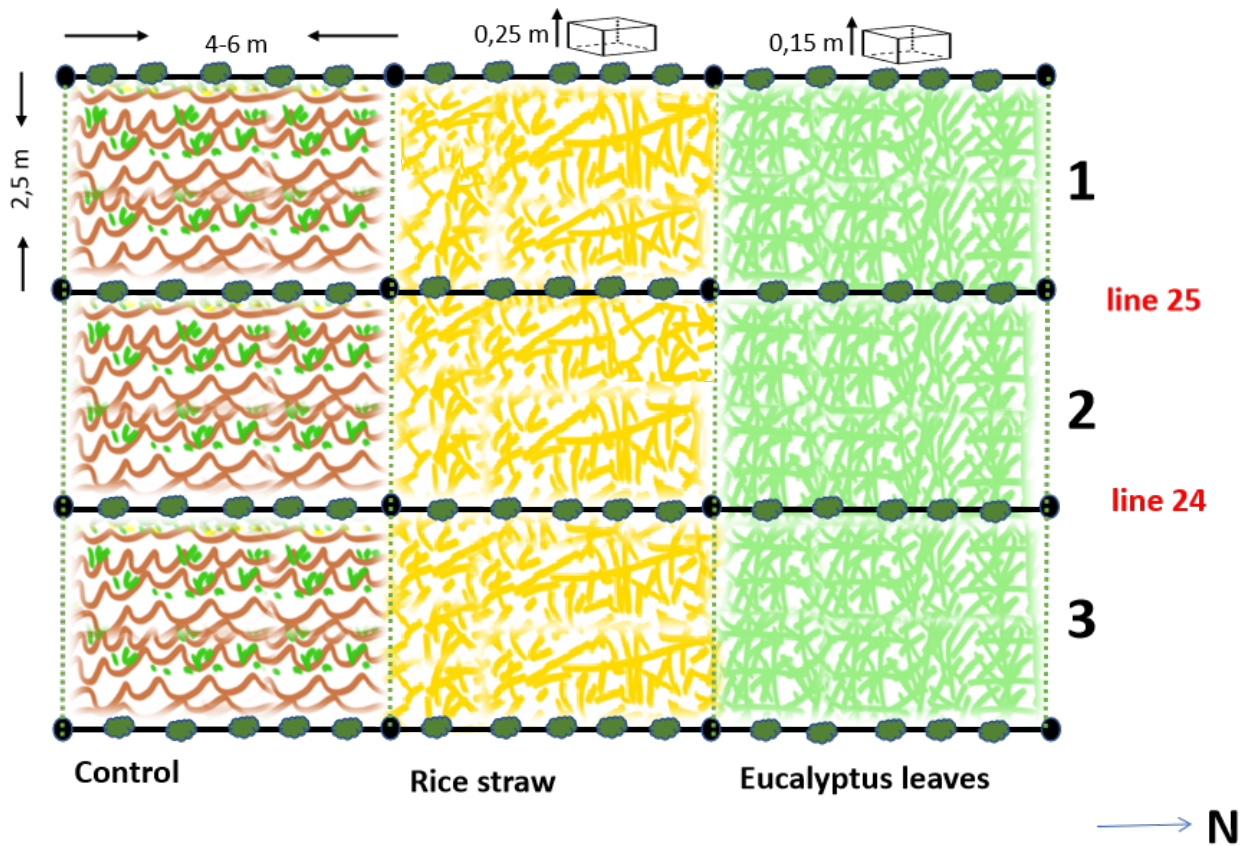 4-6 m
0,25 m
0,15 m
2,5 m
1
line 25
2
line 24
3
Control
Rice straw
Eucalyptus leaves
N